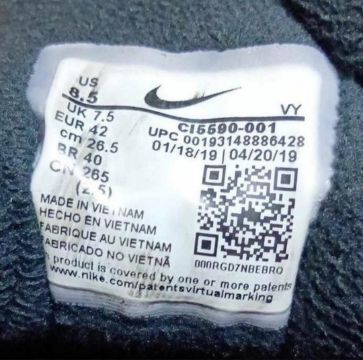 US
8.5
UK 7.5
EUR 42
cm 26.5
BR 40
CN 265
(2.5)
VY
CI5590-001
UPC 00193148886428
01/18/19 | 04/20/19
000RGD7NBEBRO
MADE IN VIETNAM
HECHO EN VIETNAM
FABRIQUE AU VIETNAM
FABRICADO NO VIETNÃ
product is covered by one or more patents
www.nike.com/patentsvirtualmarking